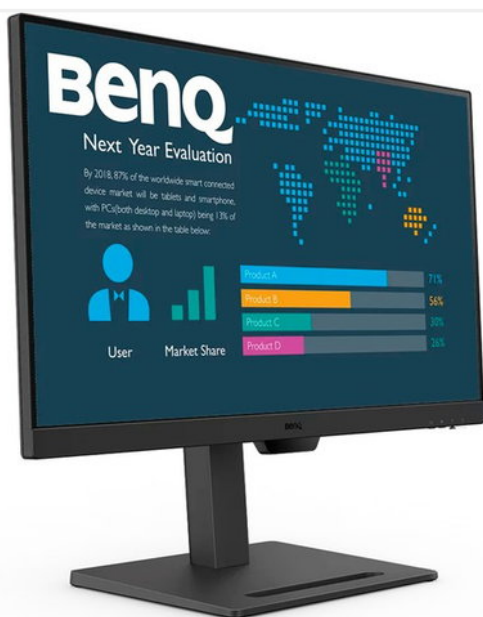 BenQ
Next Year Evaluation
By 2018, 87% of the worldwide smart connected
device market will be tablets and smartphone,
with PCs(both desktop and laptop) being 13% of
the market as shown in the table below:
User
Market Share
Product A 71%
Product B 56%
Product C 30%
Product D 26%
BenQ